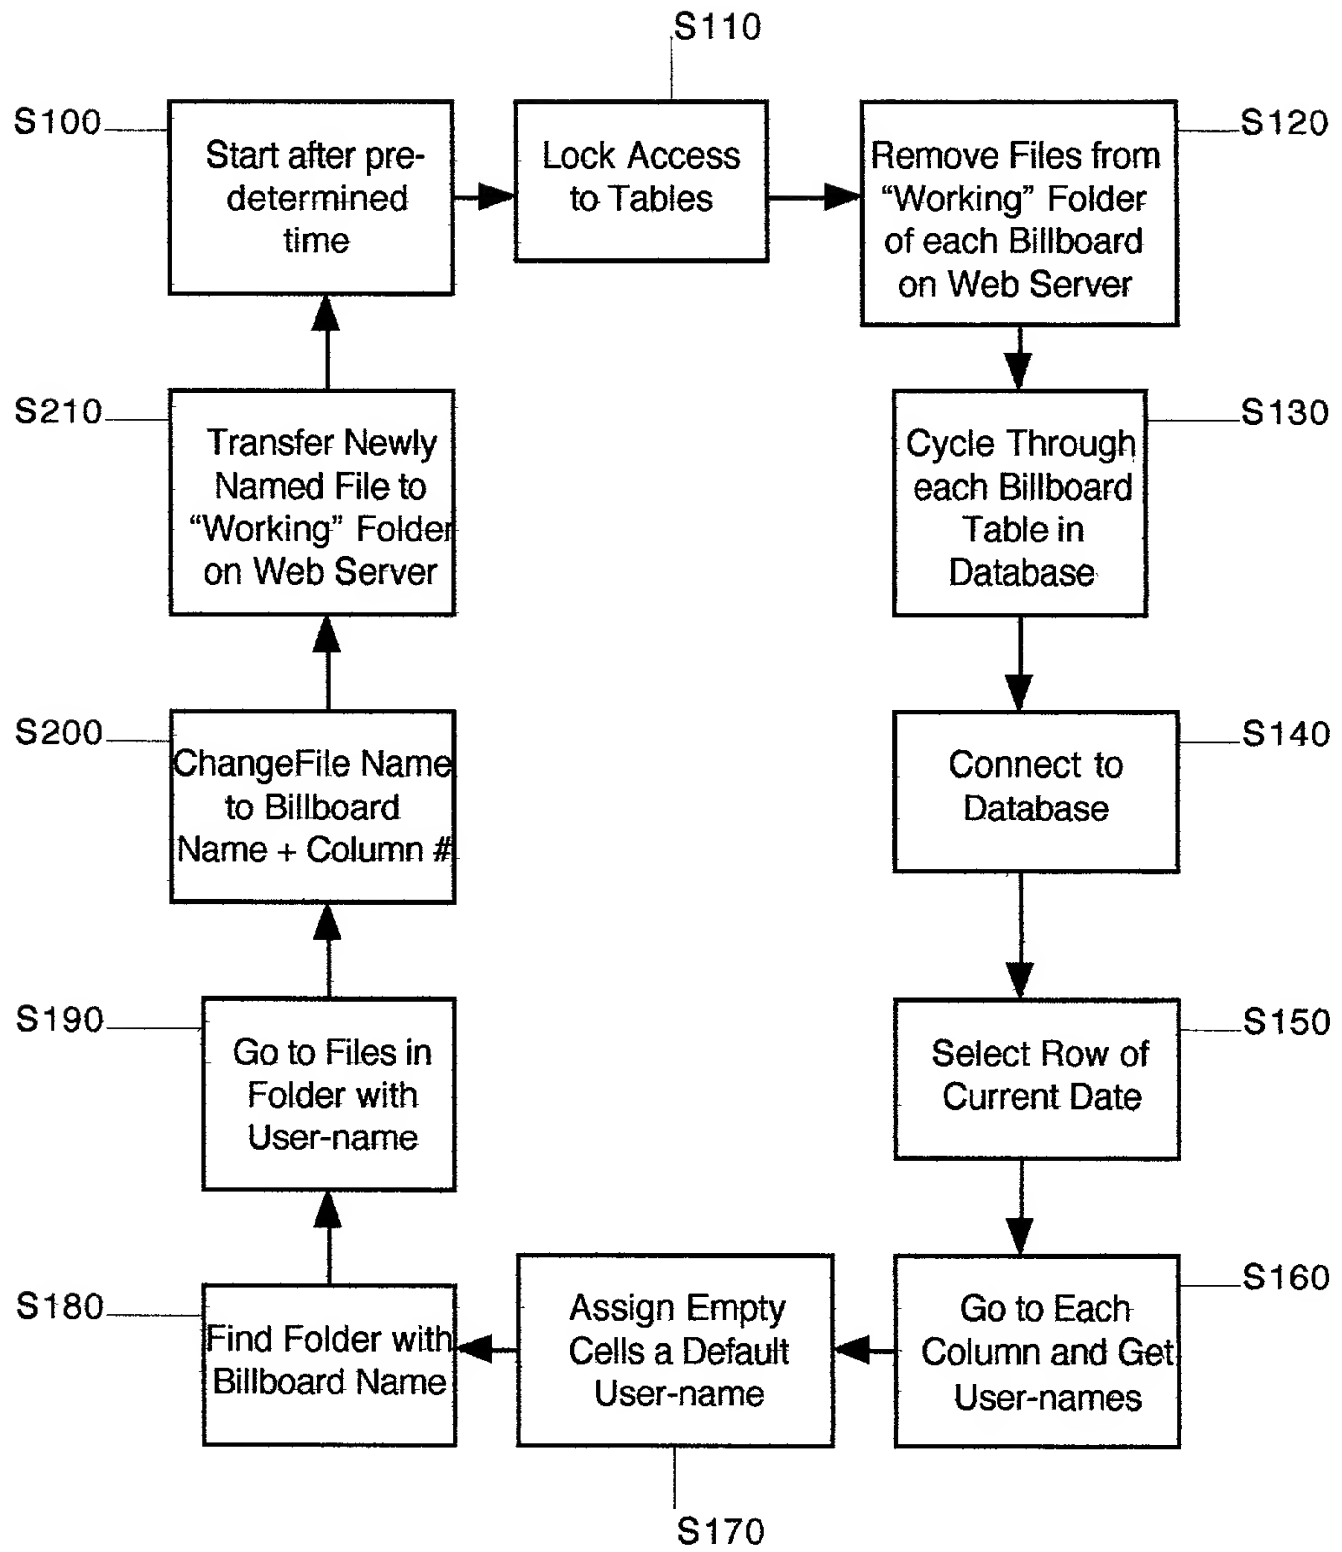 S110
S100
Start after pre-
determined
time
Lock Access
to Tables
S120
Remove Files from
“Working” Folder
of each Billboard
on Web Server
S210
Transfer Newly
Named File to
“Working” Folder
on Web Server
S130
Cycle Through
each Billboard
Table in
Database
S200
ChangeFile Name
to Billboard
Name + Column #
S140
Connect to
Database
S190
Go to Files in
Folder with
User-name
S150
Select Row of
Current Date
S180
Find Folder with
Billboard Name
Assign Empty
Cells a Default
User-name
S160
Go to Each
Column and Get
User-names
S170